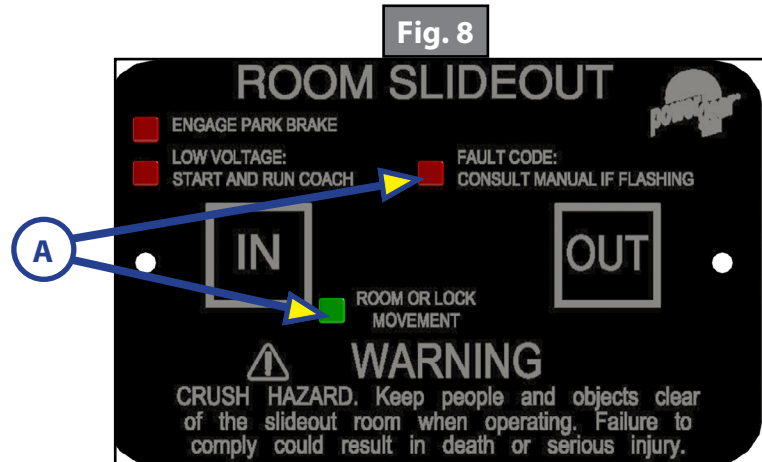 Fig. 8
ROOM SLIDEOUT
power gear
ENGAGE PARK BRAKE
LOW VOLTAGE:
START AND RUN COACH
FAULT CODE:
CONSULT MANUAL IF FLASHING
A
IN
OUT
ROOM OR LOCK
MOVEMENT
WARNING
CRUSH HAZARD. Keep people and objects clear
of the slideout room when operating. Failure to
comply could result in death or serious injury.